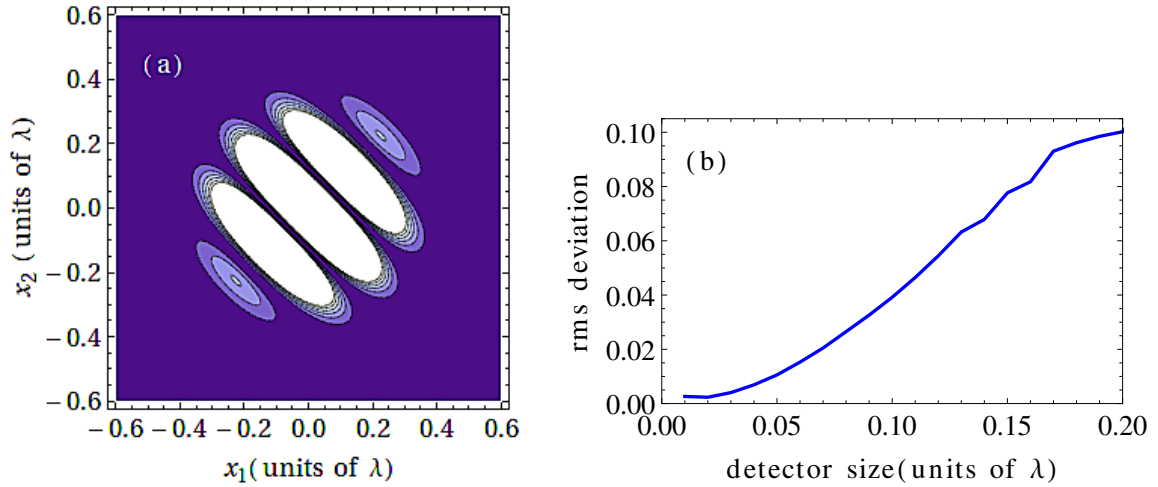 (a)
0.6
0.4
0.2
0.0
−0.2
−0.4
−0.6
x2 (units of λ)
−0.6 −0.4 −0.2 0.0 0.2 0.4 0.6
x1(units of λ)
(b)
0.10
0.08
0.06
0.04
0.02
0.00
rms deviation
0.00 0.05 0.10 0.15 0.20
detector size(units of λ)